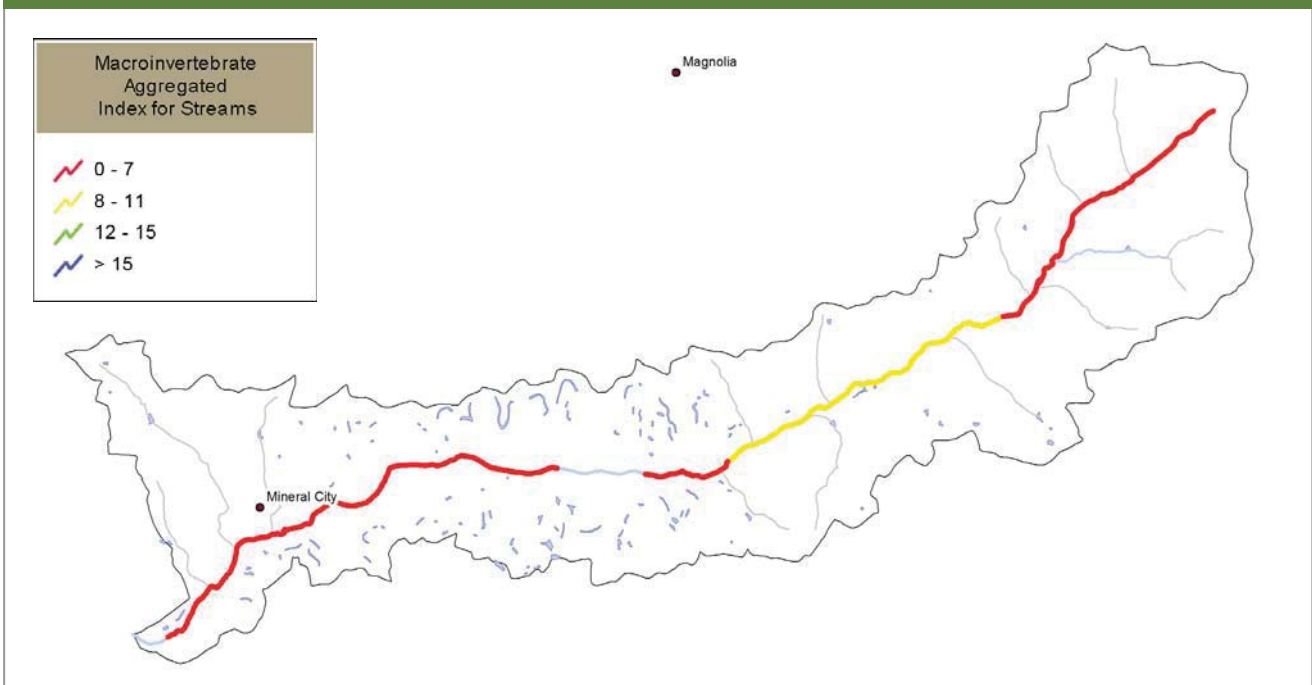 Macroinvertebrate
Aggregated
Index for Streams
0 - 7
8 - 11
12 - 15
> 15
Magnolia
Mineral City